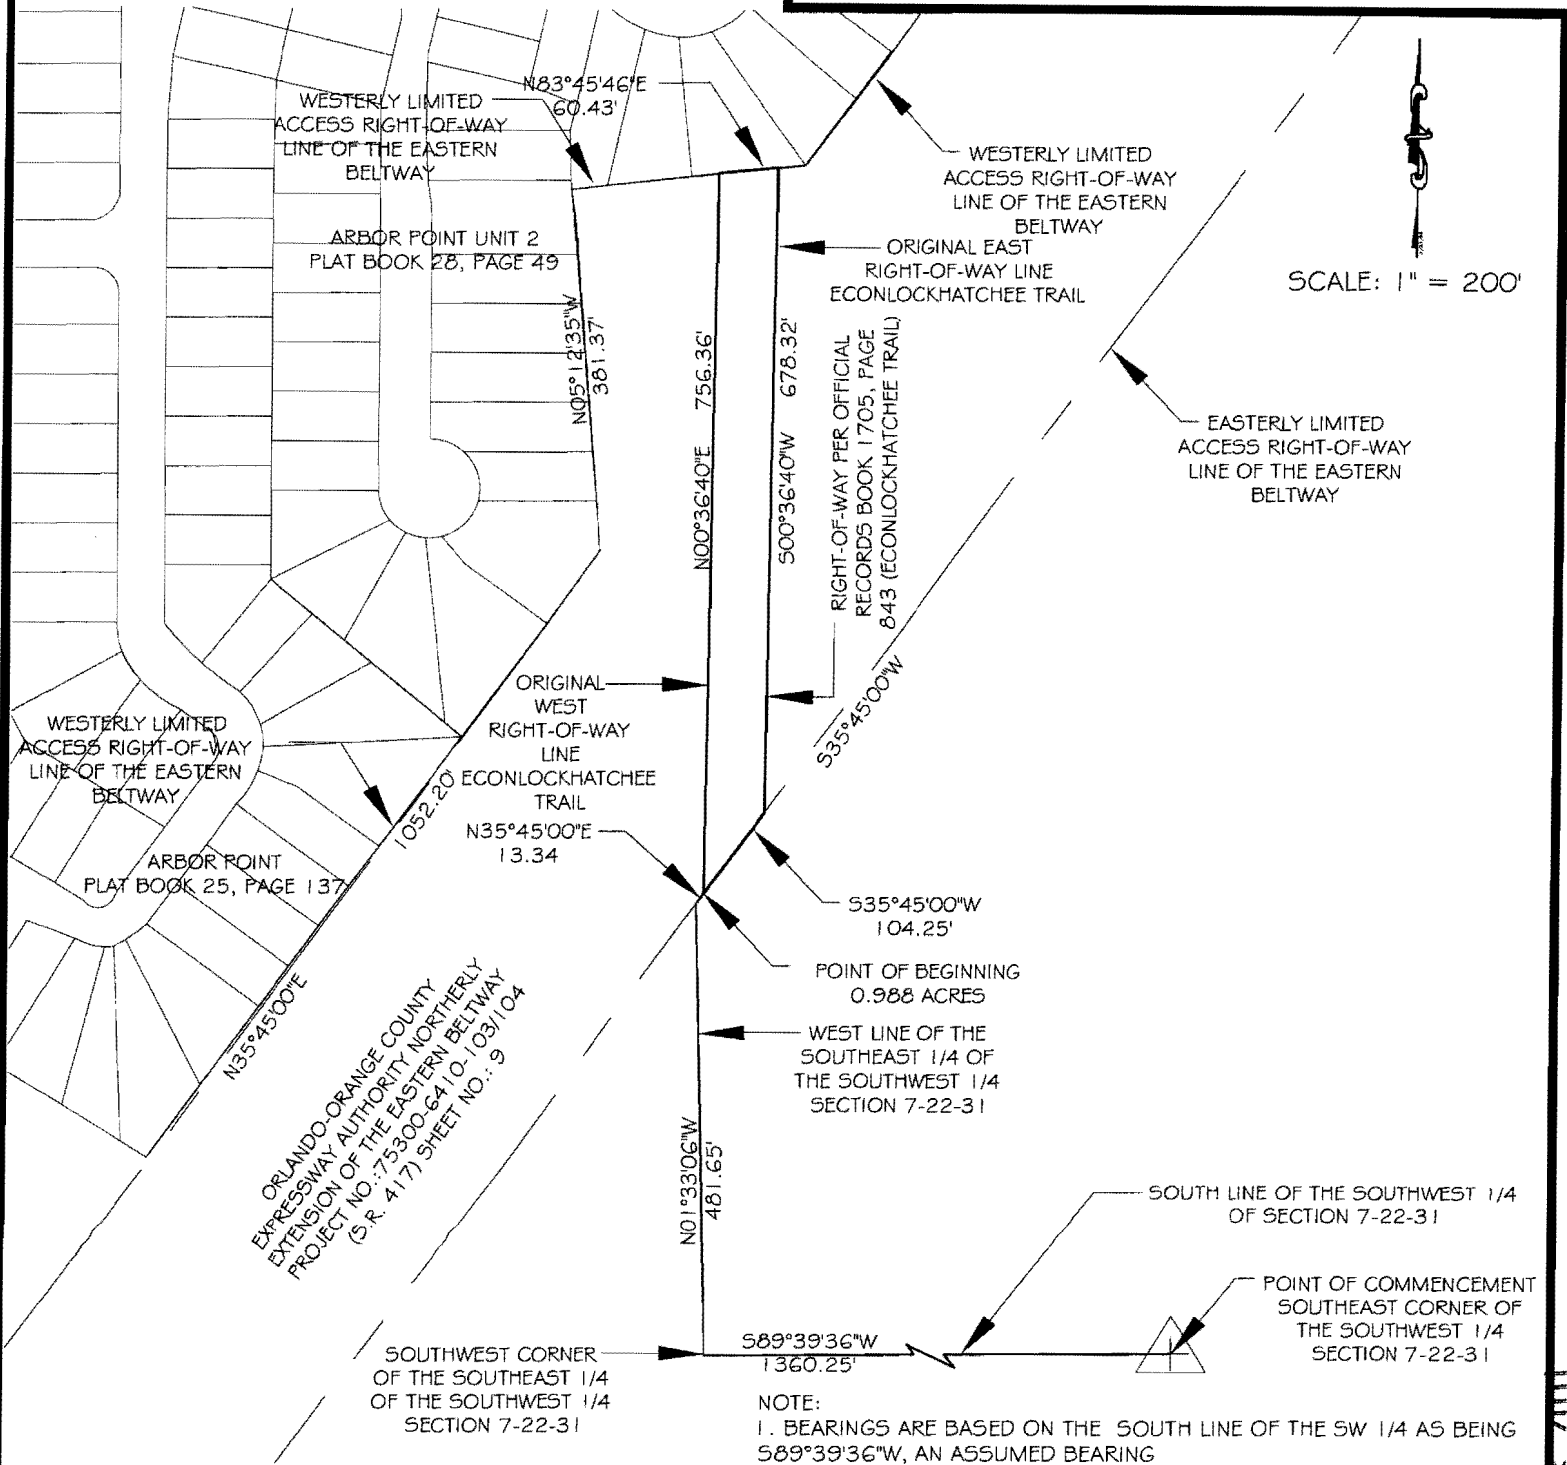 N83°45'46"E
60.43'
WESTERLY LIMITED
ACCESS RIGHT-OF-WAY
LINE OF THE EASTERN
BELTWAY
WESTERLY LIMITED
ACCESS RIGHT-OF-WAY
LINE OF THE EASTERN
BELTWAY
ARBOR POINT UNIT 2
PLAT BOOK 28, PAGE 49
ORIGINAL EAST
RIGHT-OF-WAY LINE
ECONLOCKHATCHEE TRAIL
SCALE: 1" = 200'
N05°12'35"W
381.37'
N00°36'40"E 756.36'
S00°36'40"W 678.32'
RIGHT-OF-WAY PER OFFICIAL
RECORDS BOOK 1705, PAGE
843 (ECONLOCKHATCHEE TRAIL)
EASTERLY LIMITED
ACCESS RIGHT-OF-WAY
LINE OF THE EASTERN
BELTWAY
S35°45'00"W
ORIGINAL
WEST
RIGHT-OF-WAY
LINE
ECONLOCKHATCHEE
TRAIL
WESTERLY LIMITED
ACCESS RIGHT-OF-WAY
LINE OF THE EASTERN
BELTWAY
1052.20'
N35°45'00"E
13.34
ARBOR POINT
PLAT BOOK 25, PAGE 137
S35°45'00"W
104.25'
POINT OF BEGINNING
0.988 ACRES
N35°45'00"E
ORLANDO-ORANGE COUNTY
EXPRESSWAY AUTHORITY NORTHERLY
EXTENSION OF THE EASTERN BELTWAY
PROJECT NO.:75300-6410-103/104
(S.R. 417) SHEET NO.: 9
WEST LINE OF THE
SOUTHEAST 1/4 OF
THE SOUTHWEST 1/4
SECTION 7-22-31
N01°33'06"W
481.65'
SOUTH LINE OF THE SOUTHWEST 1/4
OF SECTION 7-22-31
POINT OF COMMENCEMENT
SOUTHEAST CORNER OF
THE SOUTHWEST 1/4
SECTION 7-22-31
S89°39'36"W
1360.25'
SOUTHWEST CORNER
OF THE SOUTHEAST 1/4
OF THE SOUTHWEST 1/4
SECTION 7-22-31
NOTE:
1. BEARINGS ARE BASED ON THE SOUTH LINE OF THE SW 1/4 AS BEING
S89°39'36"W, AN ASSUMED BEARING